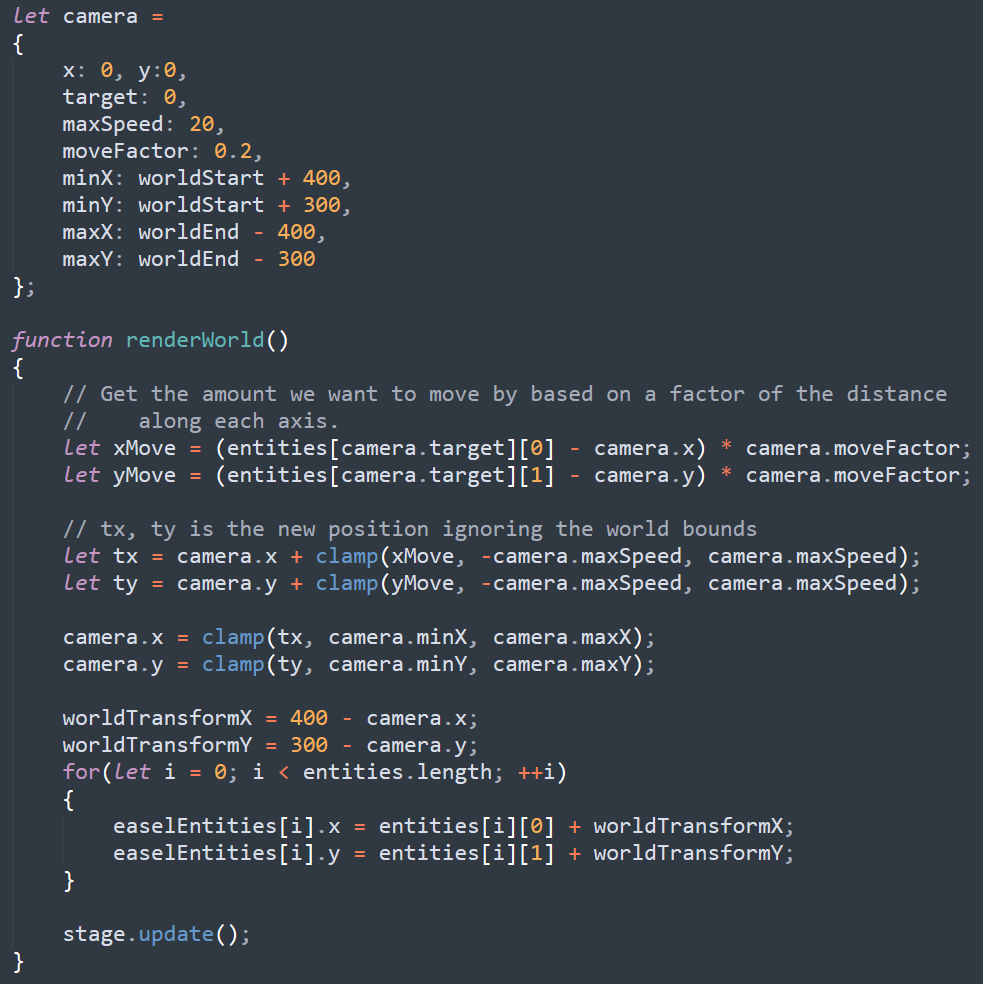 let camera =
{
    x: 0, y:0,
    target: 0,
    maxSpeed: 20,
    moveFactor: 0.2,
    minX: worldStart + 400,
    minY: worldStart + 300,
    maxX: worldEnd - 400,
    maxY: worldEnd - 300
};

function renderWorld()
{
    // Get the amount we want to move by based on a factor of the distance
    //    along each axis.
    let xMove = (entities[camera.target][0] - camera.x) * camera.moveFactor;
    let yMove = (entities[camera.target][1] - camera.y) * camera.moveFactor;

    // tx, ty is the new position ignoring the world bounds
    let tx = camera.x + clamp(xMove, -camera.maxSpeed, camera.maxSpeed);
    let ty = camera.y + clamp(yMove, -camera.maxSpeed, camera.maxSpeed);

    camera.x = clamp(tx, camera.minX, camera.maxX);
    camera.y = clamp(ty, camera.minY, camera.maxY);

    worldTransformX = 400 - camera.x;
    worldTransformY = 300 - camera.y;
    for(let i = 0; i < entities.length; ++i)
    {
        easelEntities[i].x = entities[i][0] + worldTransformX;
        easelEntities[i].y = entities[i][1] + worldTransformY;
    }

    stage.update();
}